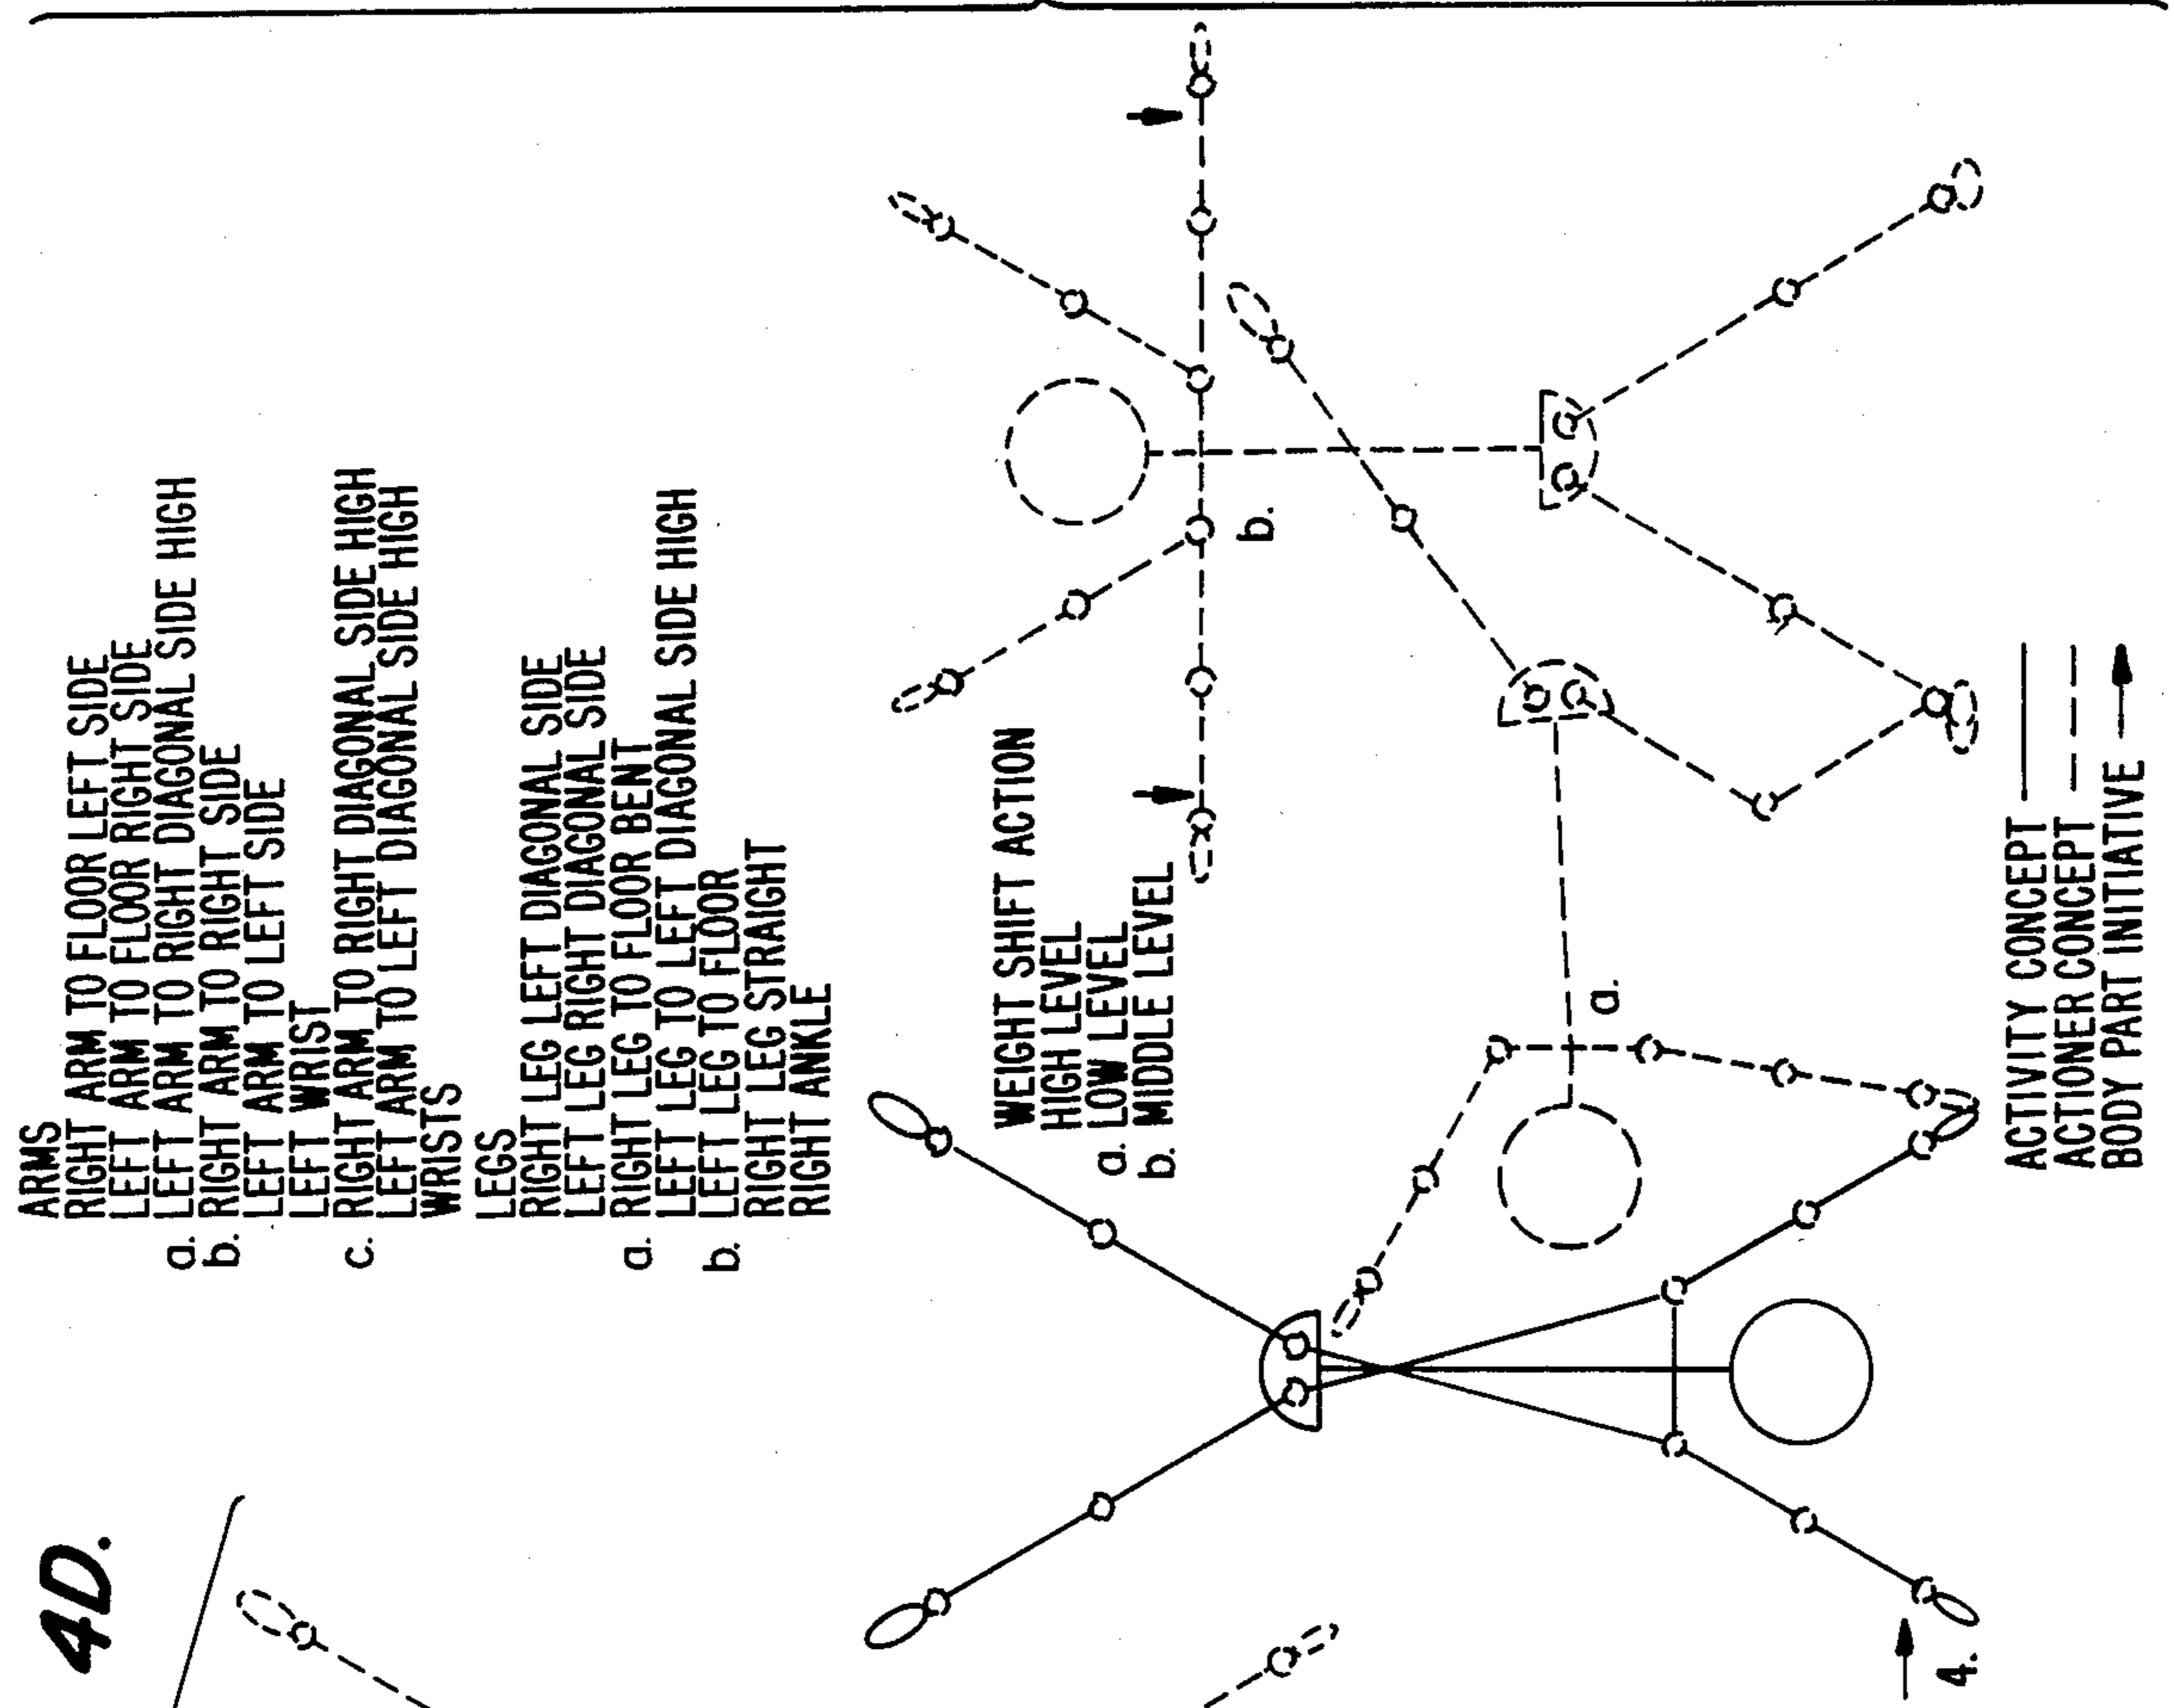 4D.
ARMS
RIGHT ARM TO FLOOR LEFT SIDE
LEFT ARM TO FLOOR RIGHT SIDE
a. LEFT ARM TO RIGHT DIAGONAL SIDE HIGH
b. RIGHT ARM TO RIGHT SIDE
LEFT ARM TO LEFT SIDE
LEFT WRIST
c. RIGHT ARM TO RIGHT DIAGONAL SIDE HIGH
LEFT ARM TO LEFT DIAGONAL SIDE HIGH
WRISTS
LEGS
RIGHT LEG LEFT DIAGONAL SIDE
LEFT LEG RIGHT DIAGONAL SIDE
a. RIGHT LEG TO FLOOR BENT
LEFT LEG TO LEFT DIAGONAL SIDE HIGH
b. LEFT LEG TO FLOOR
RIGHT LEG STRAIGHT
RIGHT ANKLE
WEIGHT SHIFT ACTION
HIGH LEVEL
a. LOW LEVEL
b. MIDDLE LEVEL
b.
a.
4.
ACTIVITY CONCEPT
ACTIONER CONCEPT
BODY PART INITIATIVE